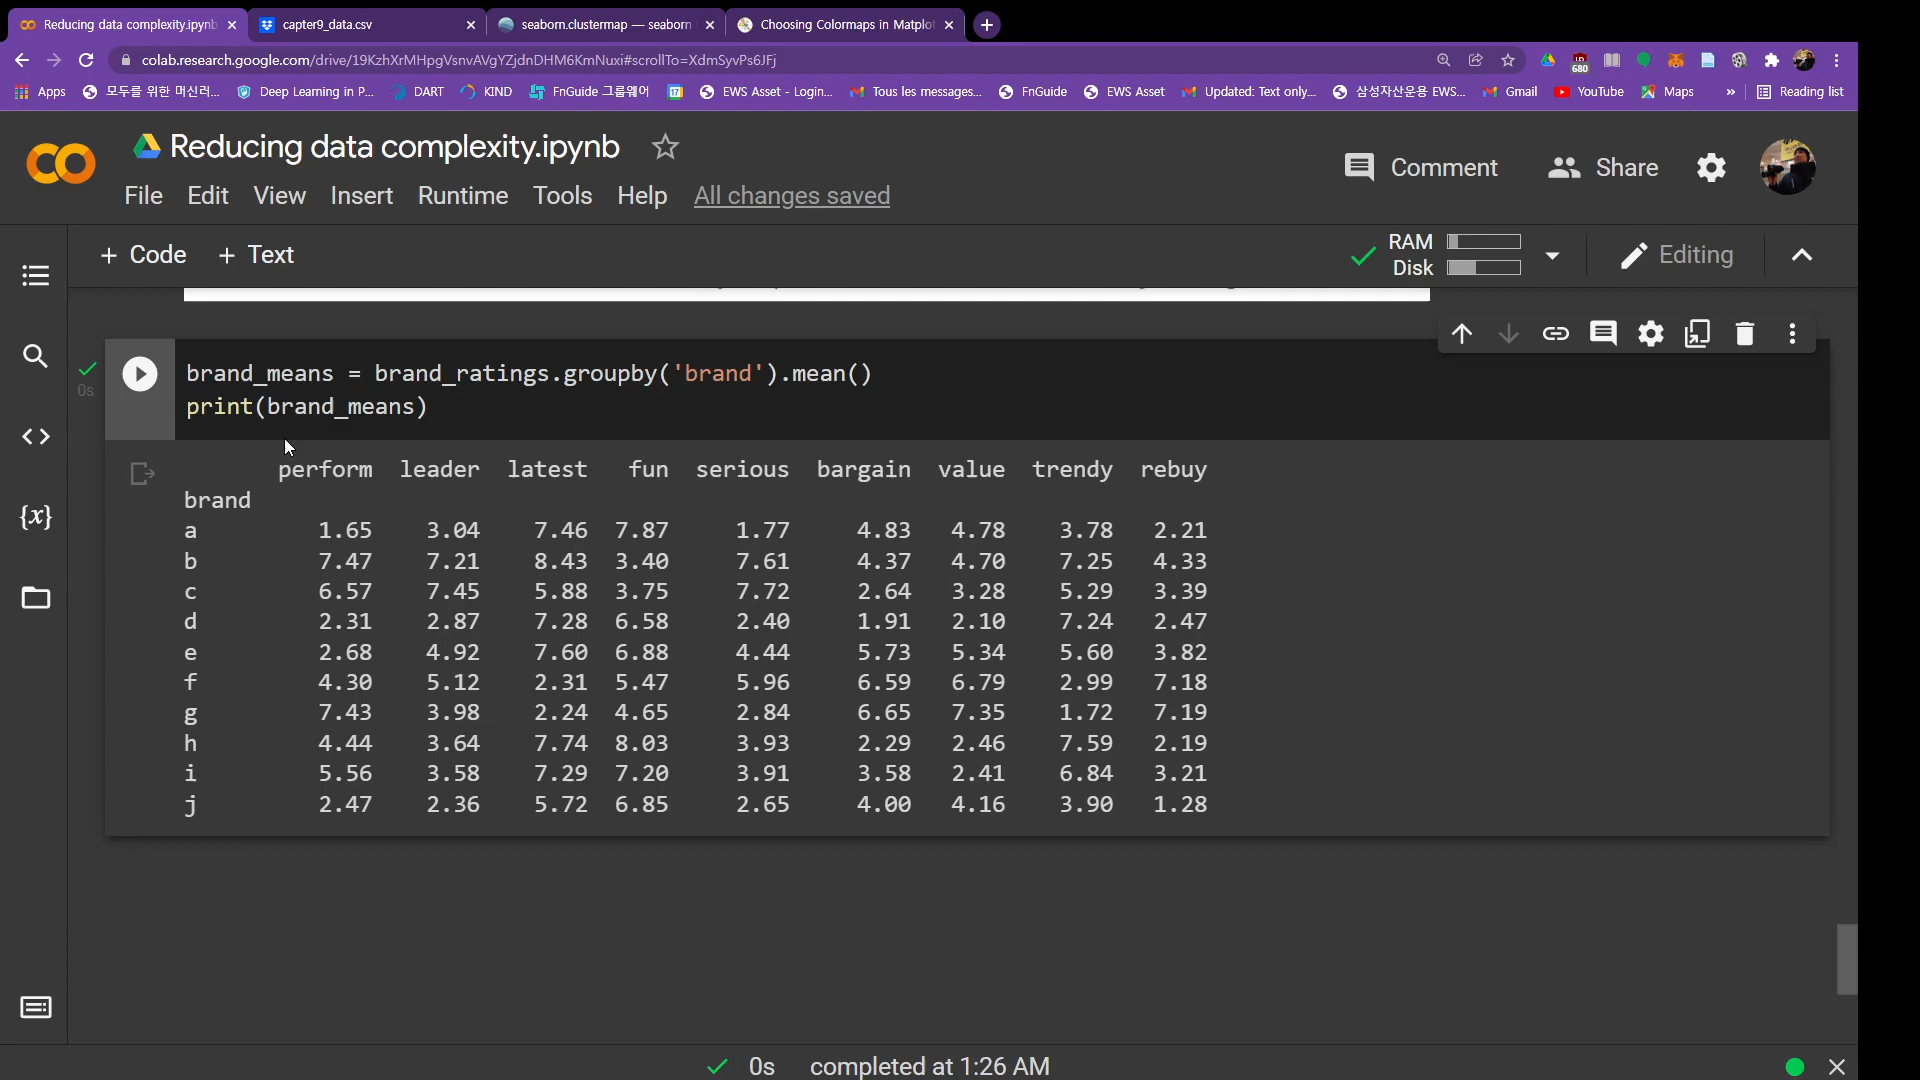 Reducing data complexity.ipynb
capter9_data.csv
seaborn.clustermap — seaborn
Choosing Colormaps in Matplot
colab.research.google.com/drive/19KzhXrMHpgVsnvAVgYZjdnDHM6KmNuxi#scrollTo=XdmSyvPs6JFj
680
Apps 모두를 위한 머신러... Deep Learning in P... DART KIND FnGuide 그룹웨어 17 EWS Asset - Login... Tous les messages... FnGuide EWS Asset Updated: Text only... 삼성자산운용 EWS... Gmail YouTube Maps » Reading list
Reducing data complexity.ipynb
Comment Share
File Edit View Insert Runtime Tools Help All changes saved
+ Code + Text
RAM
Disk
Editing
brand_means = brand_ratings.groupby('brand').mean()
print(brand_means)
0s
perform leader latest fun serious bargain value trendy rebuy
brand
a 1.65 3.04 7.46 7.87 1.77 4.83 4.78 3.78 2.21
b 7.47 7.21 8.43 3.40 7.61 4.37 4.70 7.25 4.33
c 6.57 7.45 5.88 3.75 7.72 2.64 3.28 5.29 3.39
d 2.31 2.87 7.28 6.58 2.40 1.91 2.10 7.24 2.47
e 2.68 4.92 7.60 6.88 4.44 5.73 5.34 5.60 3.82
f 4.30 5.12 2.31 5.47 5.96 6.59 6.79 2.99 7.18
g 7.43 3.98 2.24 4.65 2.84 6.65 7.35 1.72 7.19
h 4.44 3.64 7.74 8.03 3.93 2.29 2.46 7.59 2.19
i 5.56 3.58 7.29 7.20 3.91 3.58 2.41 6.84 3.21
j 2.47 2.36 5.72 6.85 2.65 4.00 4.16 3.90 1.28
{x}
0s completed at 1:26 AM